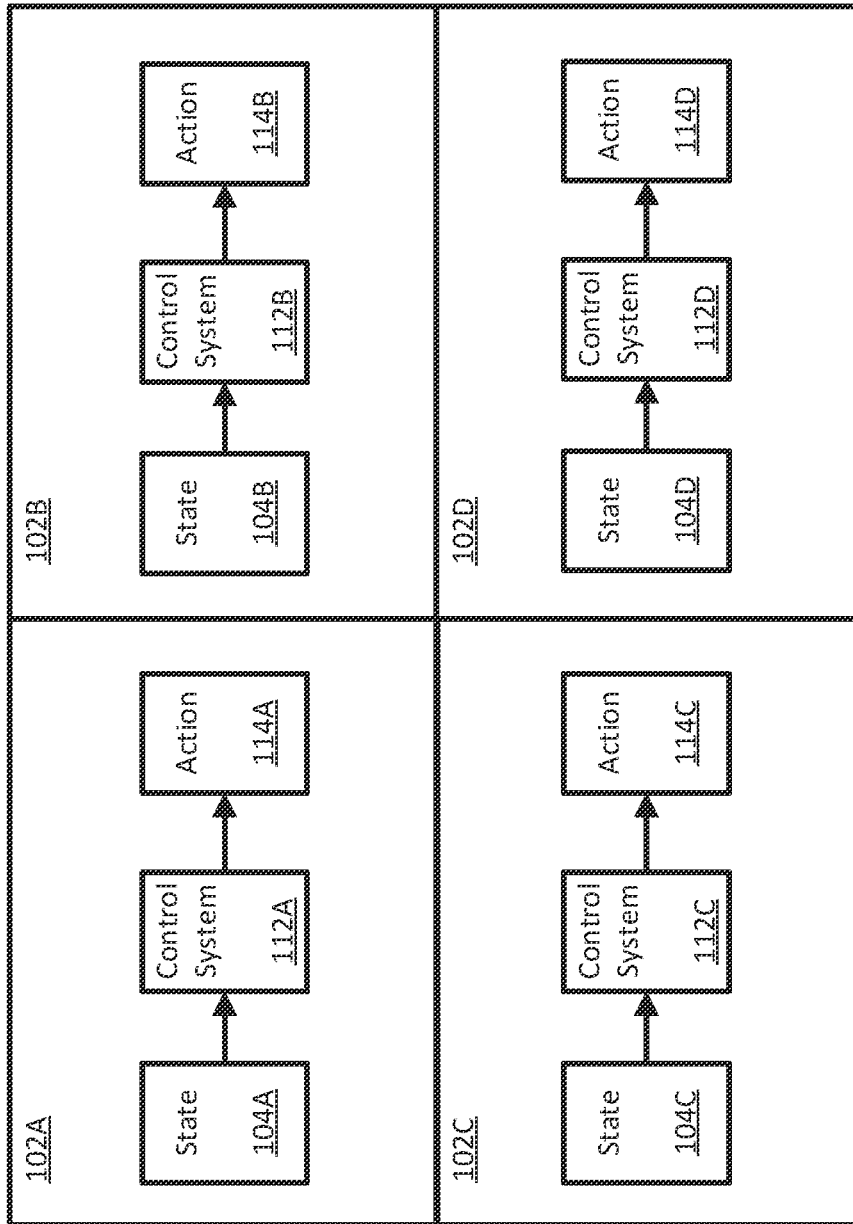 102A
State
104A
Control
System
112A
Action
114A
102B
State
104B
Control
System
112B
Action
114B
102C
State
104C
Control
System
112C
Action
114C
102D
State
104D
Control
System
112D
Action
114D